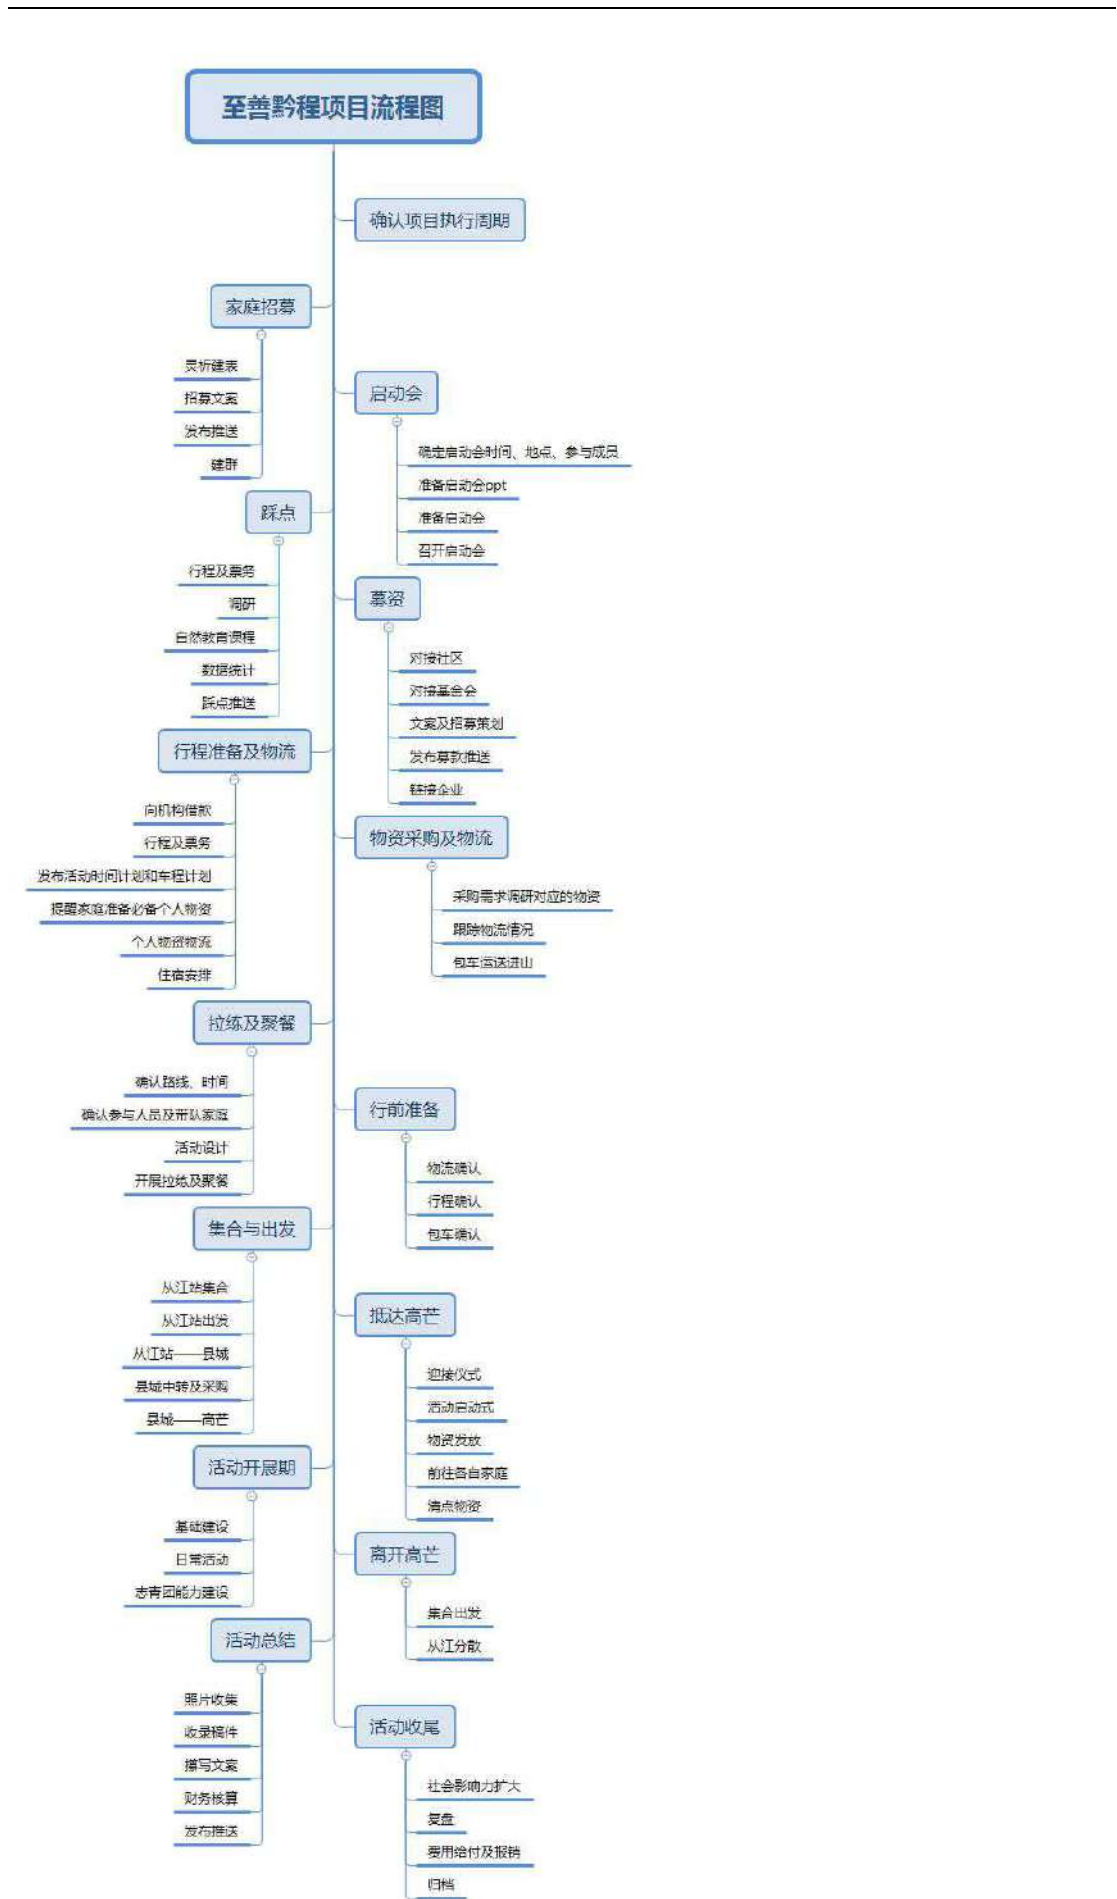 至善黔程项目流程图
确认项目执行周期
家庭招募
灵析建表
招募文案
发布推送
建群
启动会
确定启动会时间、地点、参与成员
准备启动会ppt
准备启动会
召开启动会
踩点
行程及票务
调研
自然教育课程
数据统计
踩点推送
募资
对接社区
对接基金会
文案及招募策划
发布募款推送
链接企业
行程准备及物流
向机构借款
行程及票务
发布活动时间计划和车程计划
提醒家庭准备必备个人物资
个人物资物流
住宿安排
物资采购及物流
采购需求调研对应的物资
跟踪物流情况
包车运送进山
拉练及聚餐
确认路线、时间
确认参与人员及带队家庭
活动设计
开展拉练及聚餐
行前准备
物流确认
行程确认
包车确认
集合与出发
从江站集合
从江站出发
从江站——县城
县城中转及采购
县城——高芒
抵达高芒
迎接仪式
活动启动式
物资发放
前往各自家庭
清点物资
活动开展期
基础建设
日常活动
志青团能力建设
离开高芒
集合出发
从江分散
活动总结
照片收集
收录稿件
撰写文案
财务核算
发布推送
活动收尾
社会影响力扩大
复盘
费用给付及报销
归档